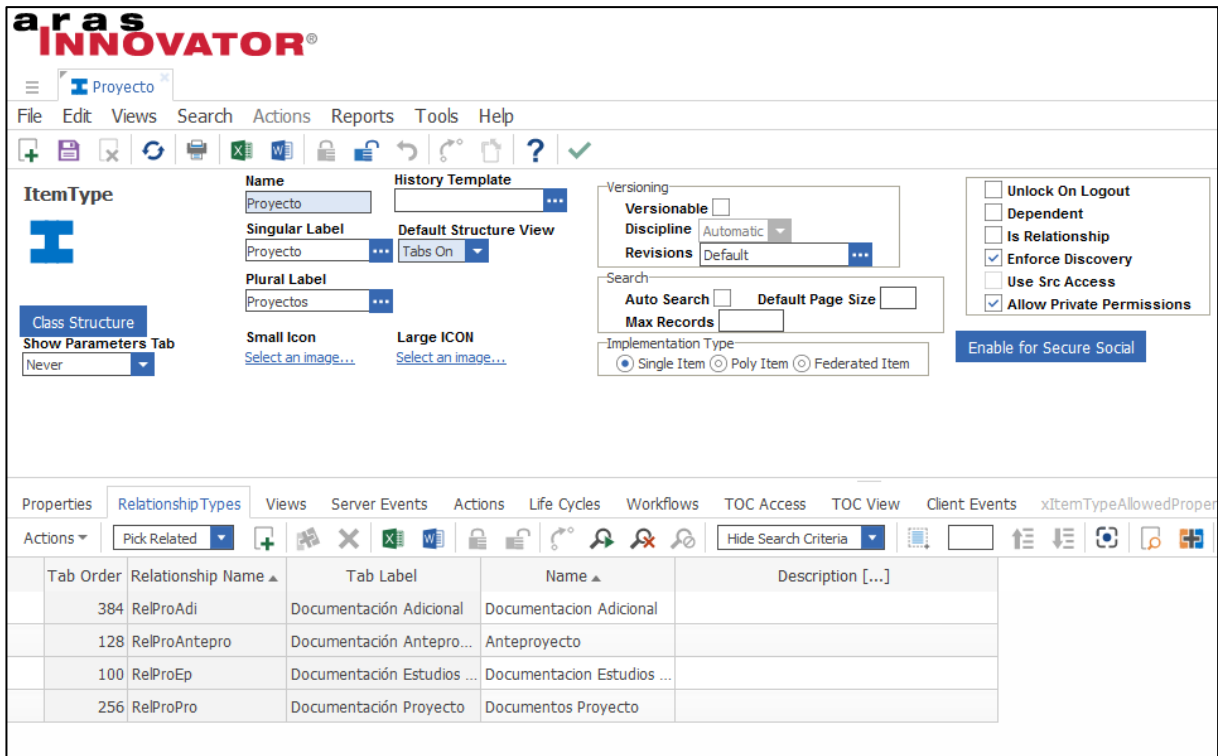 aras
INNOVATOR®
Proyecto
File Edit Views Search Actions Reports Tools Help
ItemType
Name
Proyecto
History Template
Singular Label
Proyecto
Default Structure View
Tabs On
Plural Label
Proyectos
Class Structure
Show Parameters Tab
Never
Small Icon
Select an image...
Large ICON
Select an image...
Versioning
Versionable
Discipline Automatic
Revisions Default
Search
Auto Search Default Page Size
Max Records
Implementation Type
Single Item Poly Item Federated Item
Unlock On Logout
Dependent
Is Relationship
Enforce Discovery
Use Src Access
Allow Private Permissions
Enable for Secure Social
Properties RelationshipTypes Views Server Events Actions Life Cycles Workflows TOC Access TOC View Client Events xItemTypeAllowedProper
Actions Pick Related Hide Search Criteria
Tab Order Relationship Name Tab Label Name Description [...]
384 RelProAdi Documentación Adicional Documentacion Adicional
128 RelProAntepro Documentación Antepro... Anteproyecto
100 RelProEp Documentación Estudios ... Documentacion Estudios ...
256 RelProPro Documentación Proyecto Documentos Proyecto